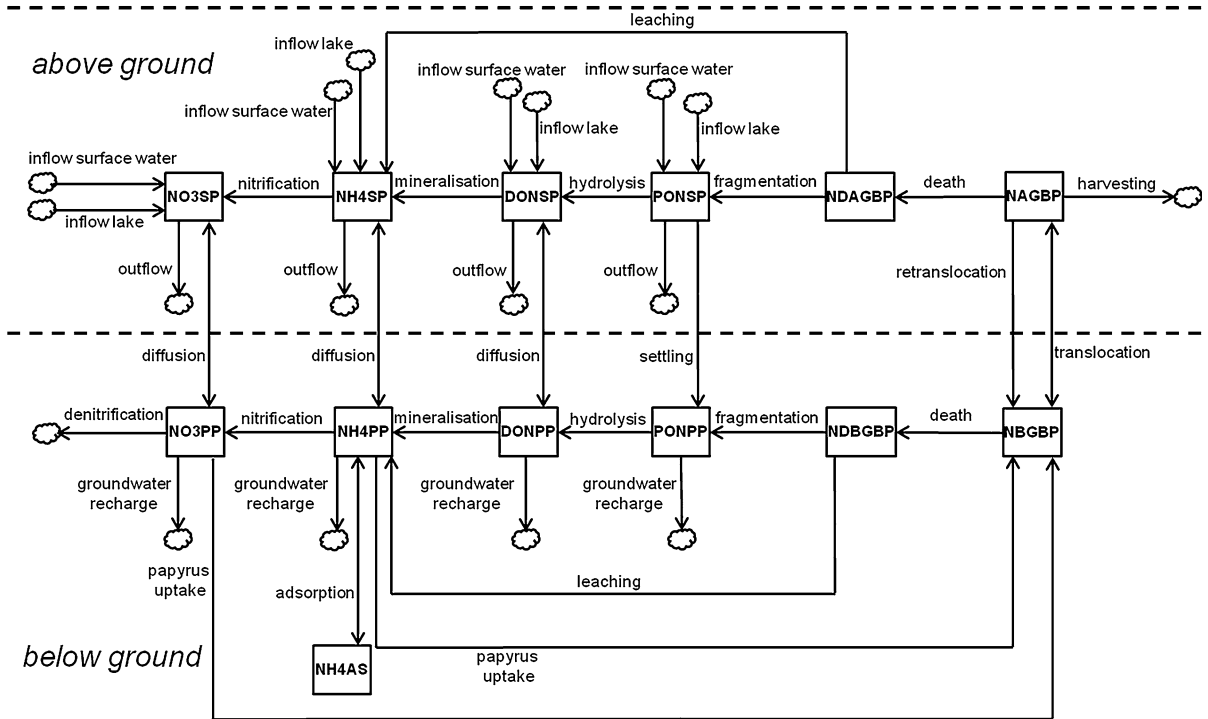 leaching
above ground
inflow lake
inflow surface water
inflow surface water
inflow surface water
inflow lake
inflow lake
inflow surface water
inflow lake
NO3SP
nitrification
NH4SP
mineralisation
DONSP
hydrolysis
PONSP
fragmentation
NDAGBP
death
NAGBP
harvesting
outflow
outflow
outflow
outflow
retranslocation
diffusion
diffusion
diffusion
settling
translocation
denitrification
NO3PP
nitrification
NH4PP
mineralisation
DONPP
hydrolysis
PONPP
fragmentation
NDBGBP
death
NBGBP
groundwater
recharge
groundwater
recharge
groundwater
recharge
groundwater
recharge
papyrus
uptake
adsorption
leaching
below ground
NH4AS
papyrus
uptake